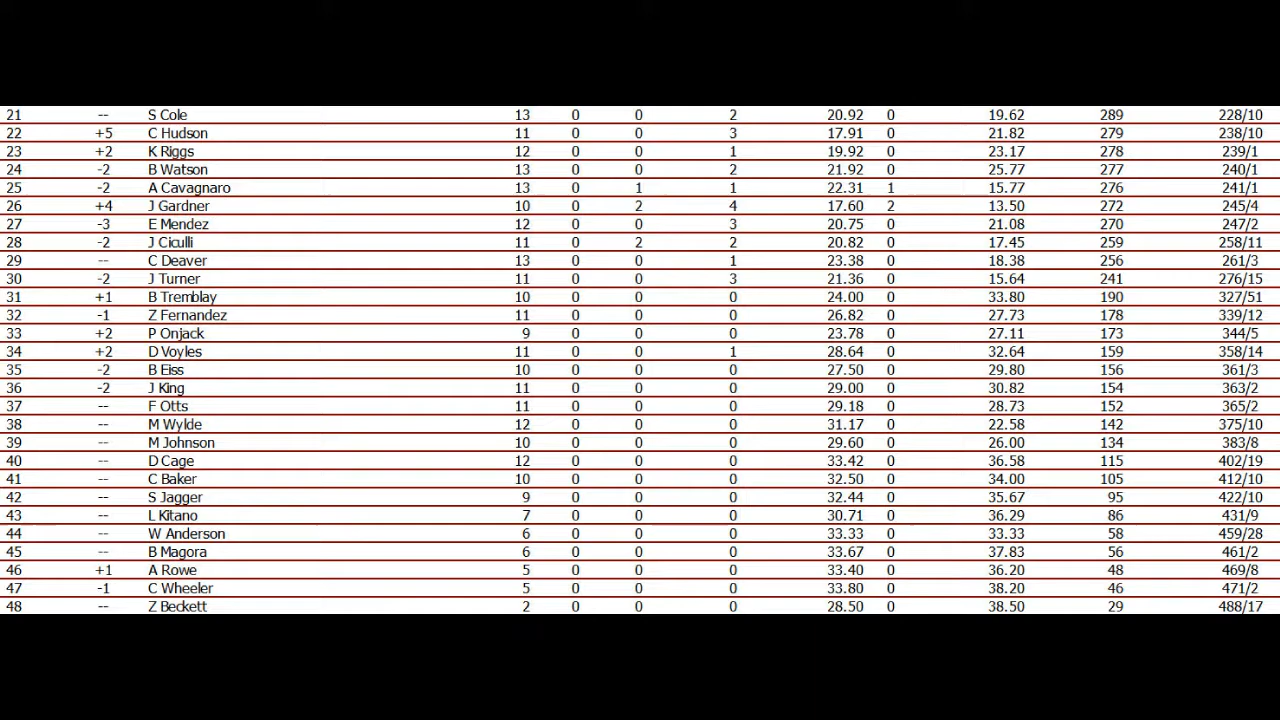 21 -- S Cole 13 0 0 2 20.92 0 19.62 289 228/10
22 +5 C Hudson 11 0 0 3 17.91 0 21.82 279 238/10
23 +2 K Riggs 12 0 0 1 19.92 0 23.17 278 239/1
24 -2 B Watson 13 0 0 2 21.92 0 25.77 277 240/1
25 -2 A Cavagnaro 13 0 1 1 22.31 1 15.77 276 241/1
26 +4 J Gardner 10 0 2 4 17.60 2 13.50 272 245/4
27 -3 E Mendez 12 0 0 3 20.75 0 21.08 270 247/2
28 -2 J Ciculli 11 0 2 2 20.82 0 17.45 259 258/11
29 -- C Deaver 13 0 0 1 23.38 0 18.38 256 261/3
30 -2 J Turner 11 0 0 3 21.36 0 15.64 241 276/15
31 +1 B Tremblay 10 0 0 0 24.00 0 33.80 190 327/51
32 -1 Z Fernandez 11 0 0 0 26.82 0 27.73 178 339/12
33 +2 P Onjack 9 0 0 0 23.78 0 27.11 173 344/5
34 +2 D Voyles 11 0 0 1 28.64 0 32.64 159 358/14
35 -2 B Eiss 10 0 0 0 27.50 0 29.80 156 361/3
36 -2 J King 11 0 0 0 29.00 0 30.82 154 363/2
37 -- F Otts 11 0 0 0 29.18 0 28.73 152 365/2
38 -- M Wylde 12 0 0 0 31.17 0 22.58 142 375/10
39 -- M Johnson 10 0 0 0 29.60 0 26.00 134 383/8
40 -- D Cage 12 0 0 0 33.42 0 36.58 115 402/19
41 -- C Baker 10 0 0 0 32.50 0 34.00 105 412/10
42 -- S Jagger 9 0 0 0 32.44 0 35.67 95 422/10
43 -- L Kitano 7 0 0 0 30.71 0 36.29 86 431/9
44 -- W Anderson 6 0 0 0 33.33 0 33.33 58 459/28
45 -- B Magora 6 0 0 0 33.67 0 37.83 56 461/2
46 +1 A Rowe 5 0 0 0 33.40 0 36.20 48 469/8
47 -1 C Wheeler 5 0 0 0 33.80 0 38.20 46 471/2
48 -- Z Beckett 2 0 0 0 28.50 0 38.50 29 488/17